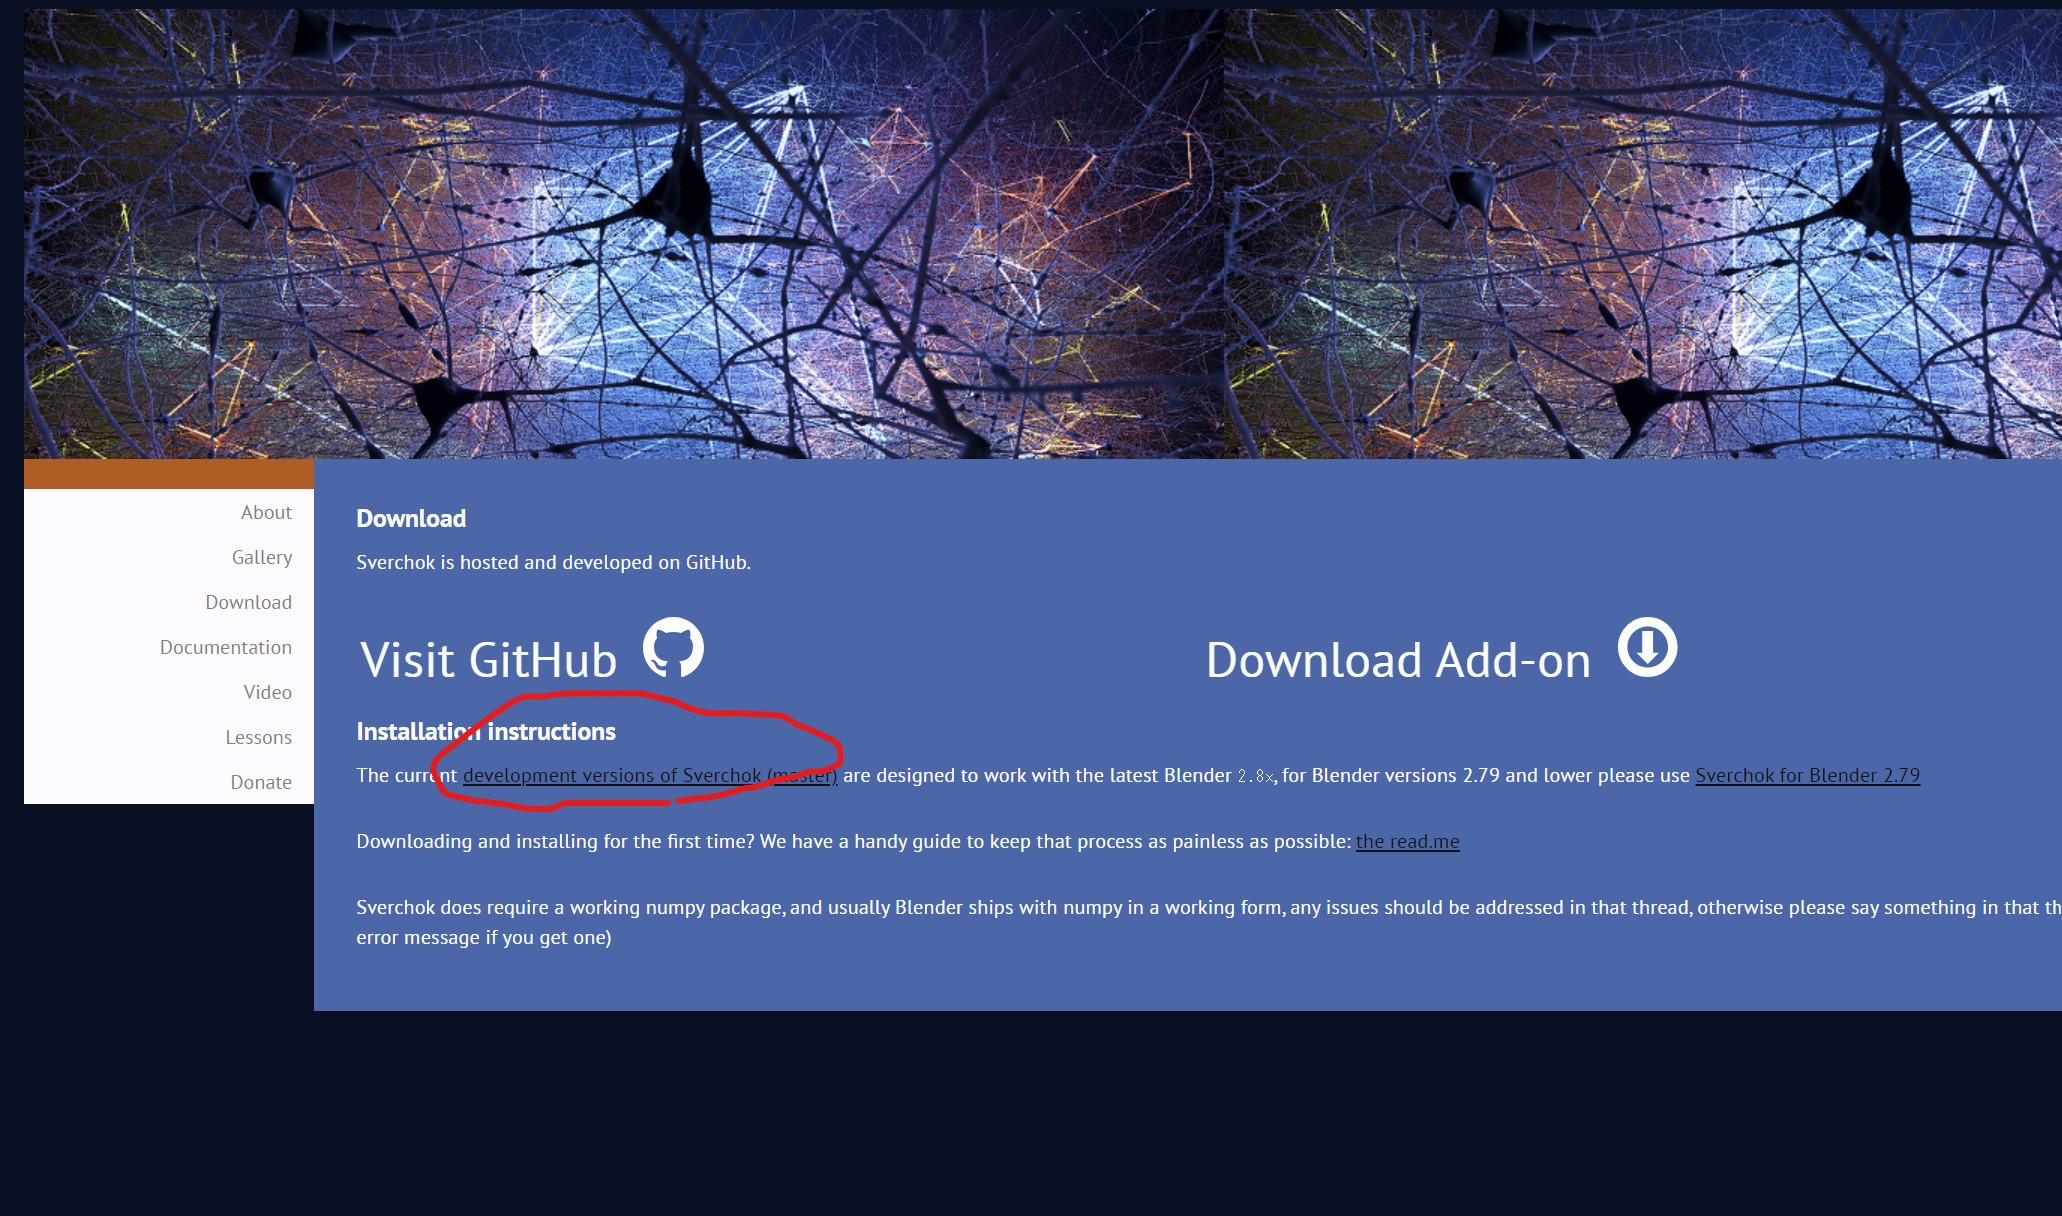 About
Gallery
Download
Documentation
Video
Lessons
Donate
Download
Sverchok is hosted and developed on GitHub.
Visit GitHub
Download Add-on
Installation instructions
The current development versions of Sverchok (master) are designed to work with the latest Blender 2.8x, for Blender versions 2.79 and lower please use Sverchok for Blender 2.79
Downloading and installing for the first time? We have a handy guide to keep that process as painless as possible: the read.me
Sverchok does require a working numpy package, and usually Blender ships with numpy in a working form, any issues should be addressed in that thread, otherwise please say something in that th
error message if you get one)